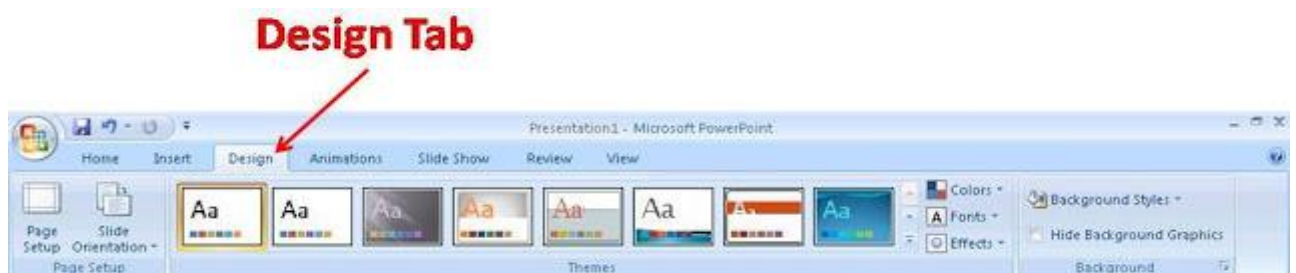 Design Tab
Presentation1 - Microsoft PowerPoint
Home Insert Design Animations Slide Show Review View
Aa Aa Aa Aa Aa Aa Aa Aa
Colors
Fonts
Effects
Background Styles
Hide Background Graphics
Page Setup
Slide Orientation
Page Setup Themes Background